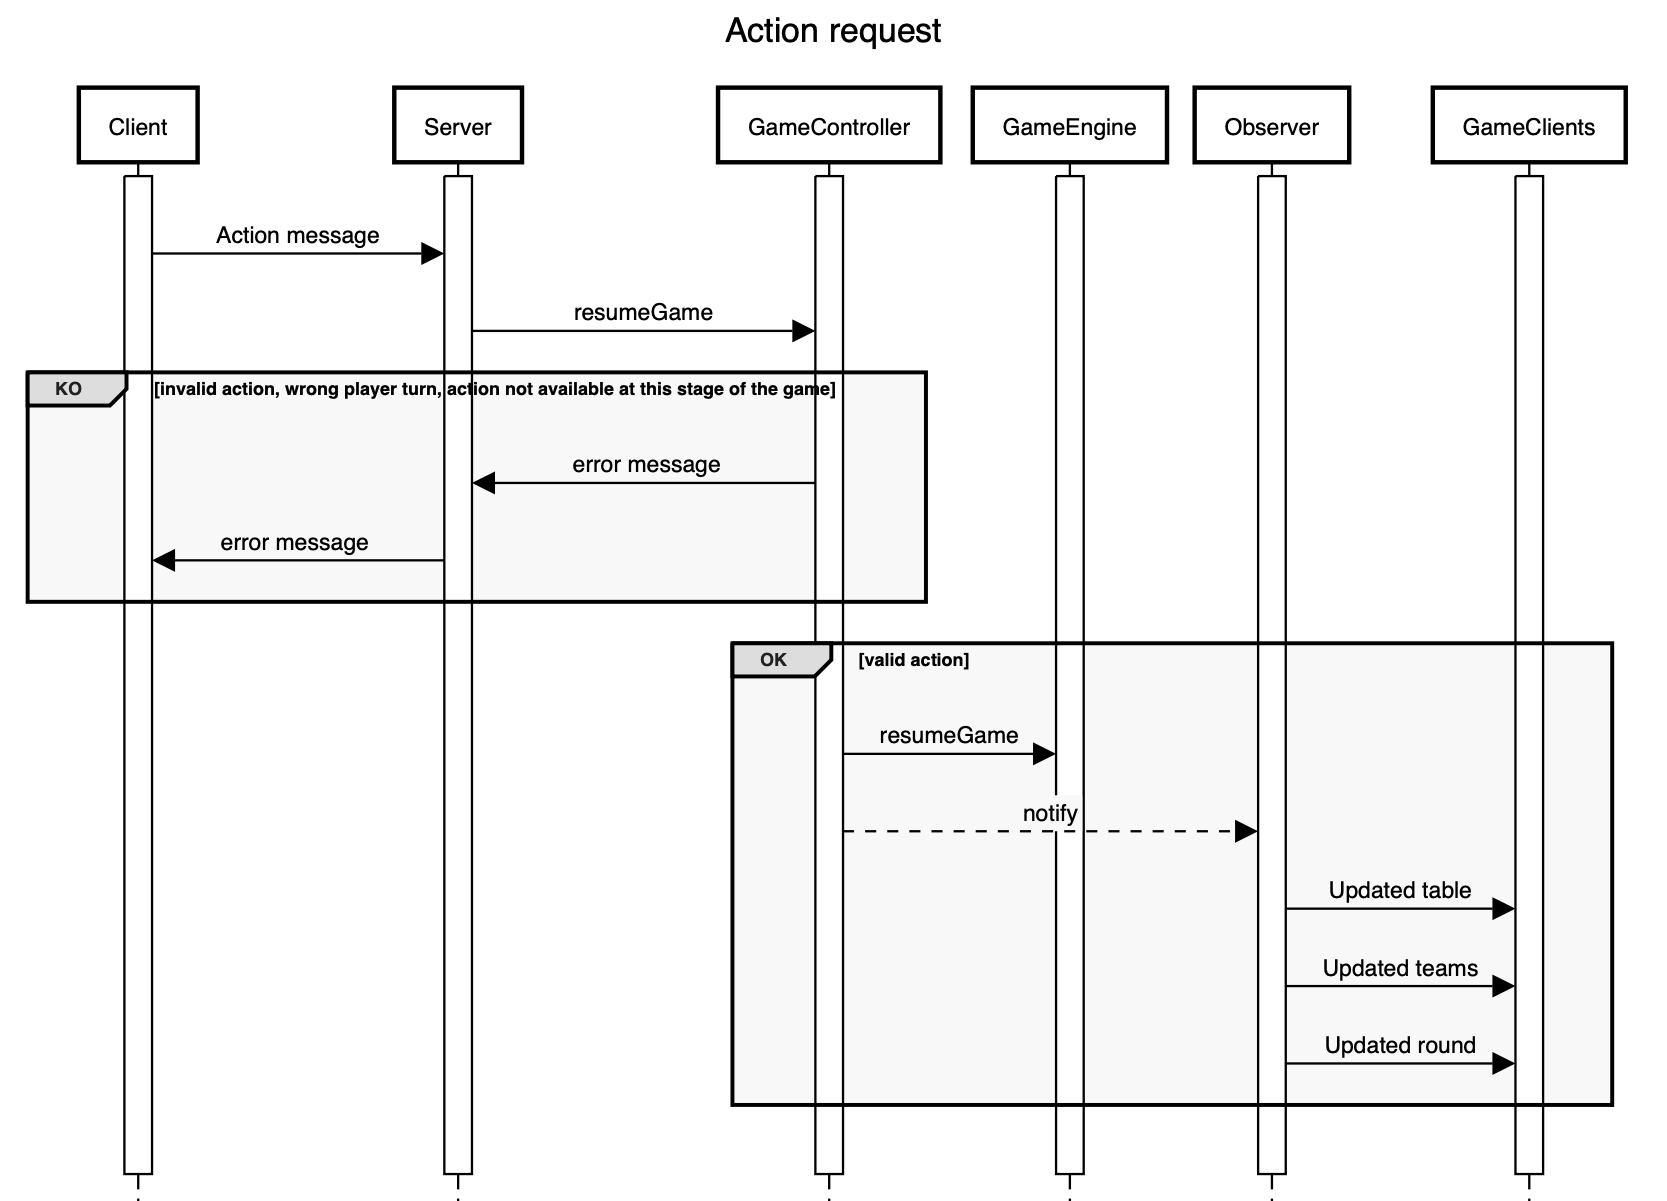 Action request
Client
Server
GameController
GameEngine
Observer
GameClients
Action message
resumeGame
KO
[invalid action, wrong player turn, action not available at this stage of the game]
error message
error message
OK
[valid action]
resumeGame
notify
Updated table
Updated teams
Updated round